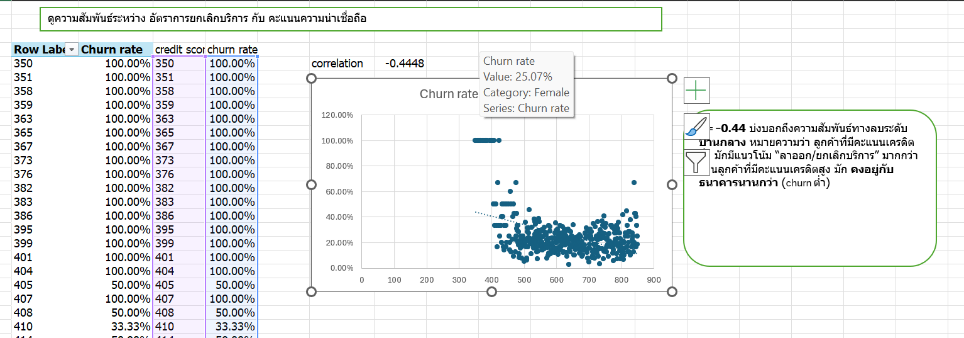 ดูความสัมพันธ์ระหว่าง อัตราการยกเลิกบริการ กับ คะแนนความน่าเชื่อถือ
Row Labe Churn rate credit scor churn rate
350 100.00% 350 100.00%
351 100.00% 351 100.00%
358 100.00% 358 100.00%
359 100.00% 359 100.00%
363 100.00% 363 100.00%
365 100.00% 365 100.00%
367 100.00% 367 100.00%
373 100.00% 373 100.00%
376 100.00% 376 100.00%
382 100.00% 382 100.00%
383 100.00% 383 100.00%
386 100.00% 386 100.00%
395 100.00% 395 100.00%
399 100.00% 399 100.00%
401 100.00% 401 100.00%
404 100.00% 404 100.00%
405 50.00% 405 50.00%
407 100.00% 407 100.00%
408 50.00% 408 50.00%
410 33.33% 410 33.33%
correlation -0.4448
Churn rate
Value: 25.07%
Category: Female
Series: Churn rate
Churn rate
120.00%
100.00%
80.00%
60.00%
40.00%
20.00%
0.00%
0 100 200 300 400 500 600 700 800 900
= -0.44 บ่งบอกถึงความสัมพันธ์ทางลบระดับ
ปานกลาง หมายความว่า ลูกค้าที่มีคะแนนเครดิต
มักมีแนวโน้ม “ลาออก/ยกเลิกบริการ” มากกว่า
นลูกค้าที่มีคะแนนเครดิตสูง มัก คงอยู่กับ
ธนาคารนานกว่า (churn ต่ำ)